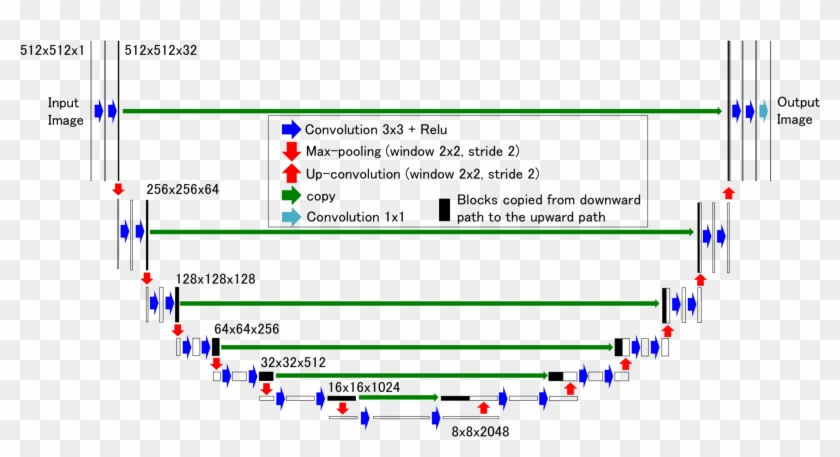 512x512x1
512x512x32
Input
Image
Output
Image
Convolution 3x3 + Relu
Max-pooling (window 2x2, stride 2)
Up-convolution (window 2x2, stride 2)
copy
Convolution 1x1
Blocks copied from downward
path to the upward path
256x256x64
128x128x128
64x64x256
32x32x512
16x16x1024
8x8x2048